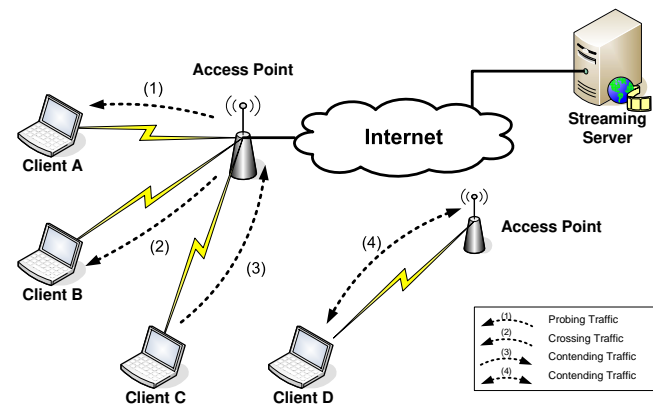 Access Point
(1)
Client A
Internet
Streaming
Server
(2)
Client B
(3)
Client C
(4)
Access Point
Client D
(1) Probing Traffic
(2) Crossing Traffic
(3) Contending Traffic
(4) Contending Traffic